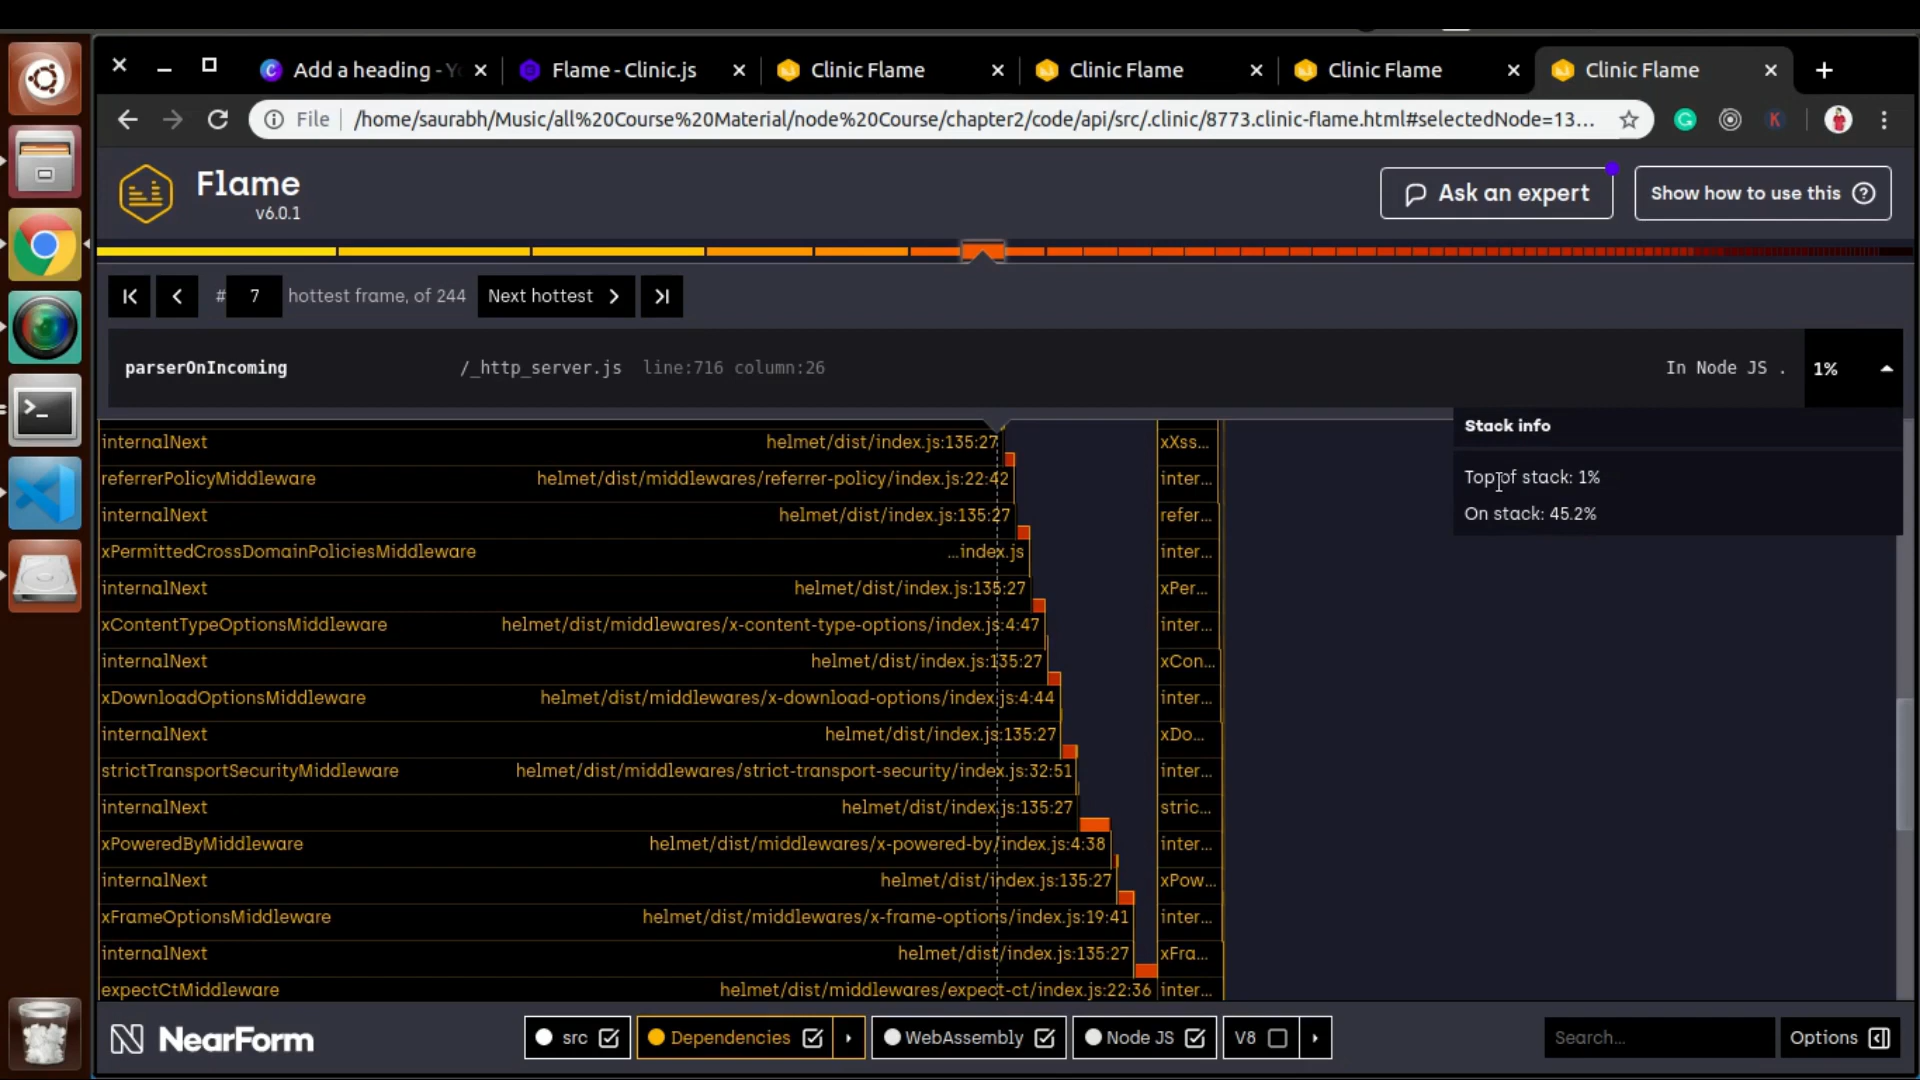 Add a heading - Yo
Flame - Clinic.js
Clinic Flame
Clinic Flame
Clinic Flame
Clinic Flame
File
/home/saurabh/Music/all%20Course%20Material/node%20Course/chapter2/code/api/src/.clinic/8773.clinic-flame.html#selectedNode=13...
K
Flame
v6.0.1
Ask an expert
Show how to use this
# 7 hottest frame, of 244
Next hottest
parserOnIncoming /_http_server.js line:716 column:26
In Node JS . 1%
Stack info
Top of stack: 1%
On stack: 45.2%
internalNext helmet/dist/index.js:135:27 xXss...
referrerPolicyMiddleware helmet/dist/middlewares/referrer-policy/index.js:22:42 inter...
internalNext helmet/dist/index.js:135:27 refer...
xPermittedCrossDomainPoliciesMiddleware ...index.js inter...
internalNext helmet/dist/index.js:135:27 xPer...
xContentTypeOptionsMiddleware helmet/dist/middlewares/x-content-type-options/index.js:4:47 inter...
internalNext helmet/dist/index.js:135:27 xCon...
xDownloadOptionsMiddleware helmet/dist/middlewares/x-download-options/index.js:4:44 inter...
internalNext helmet/dist/index.js:135:27 xDo...
strictTransportSecurityMiddleware helmet/dist/middlewares/strict-transport-security/index.js:32:51 inter...
internalNext helmet/dist/index.js:135:27 stric...
xPoweredByMiddleware helmet/dist/middlewares/x-powered-by/index.js:4:38 inter...
internalNext helmet/dist/index.js:135:27 xPow...
xFrameOptionsMiddleware helmet/dist/middlewares/x-frame-options/index.js:19:41 inter...
internalNext helmet/dist/index.js:135:27 xFra...
expectCtMiddleware helmet/dist/middlewares/expect-ct/index.js:22:36 inter...
NearForm
src
Dependencies
WebAssembly
Node JS
V8
Search...
Options